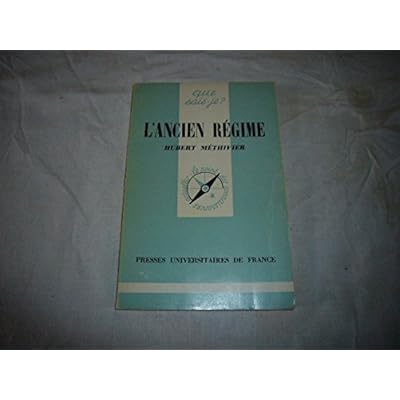 que
sais-je?
L'ANCIEN RÉGIME
HUBERT MÉTHIVIER
PRESSES UNIVERSITAIRES DE FRANCE